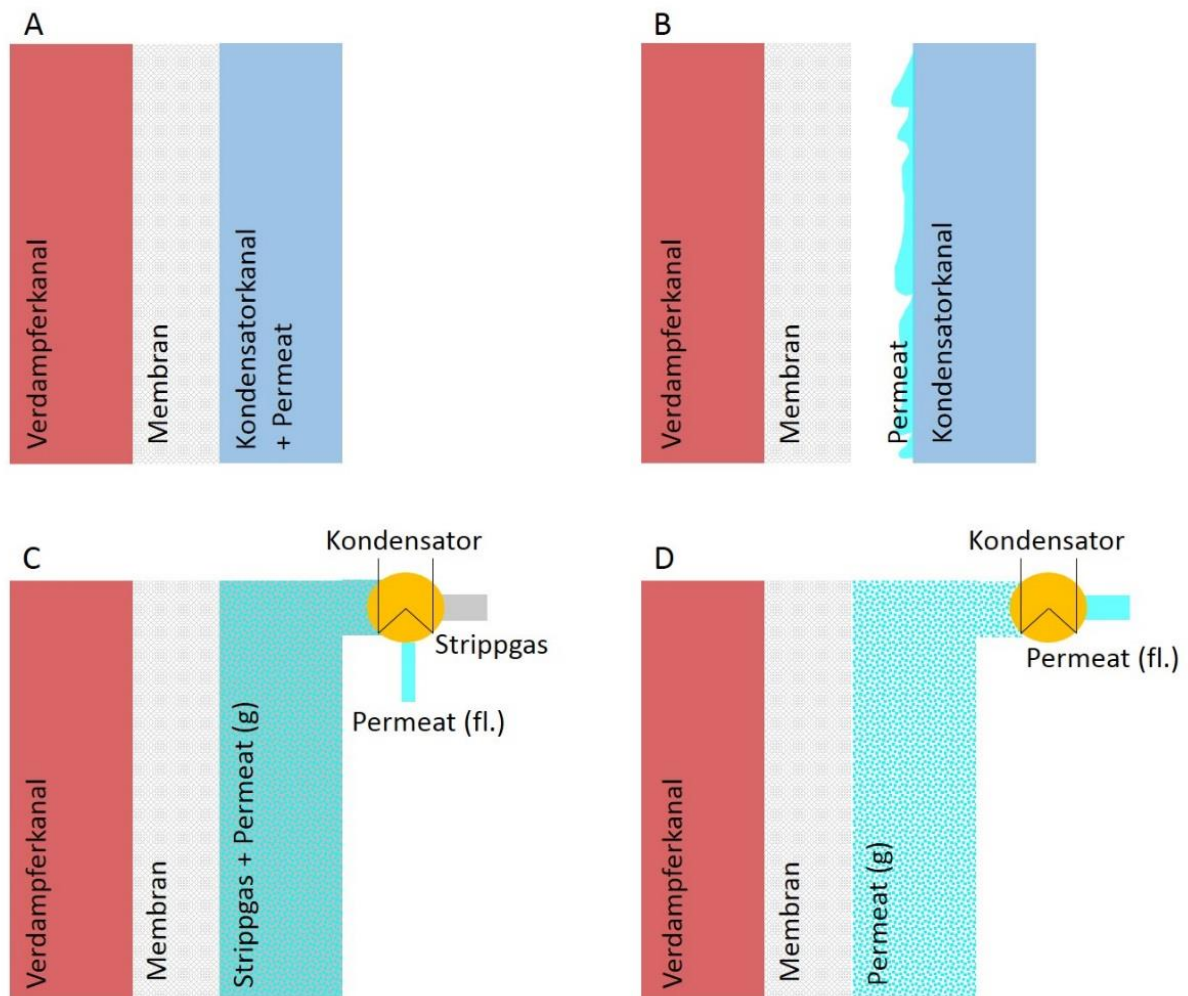 A
Verdampferkanal
Membran
Kondensatorkanal
+ Permeat
B
Verdampferkanal
Membran
Permeat
Kondensatorkanal
C
Verdampferkanal
Membran
Strippgas + Permeat (g)
Kondensator
Strippgas
Permeat (fl.)
D
Verdampferkanal
Membran
Permeat (g)
Kondensator
Permeat (fl.)